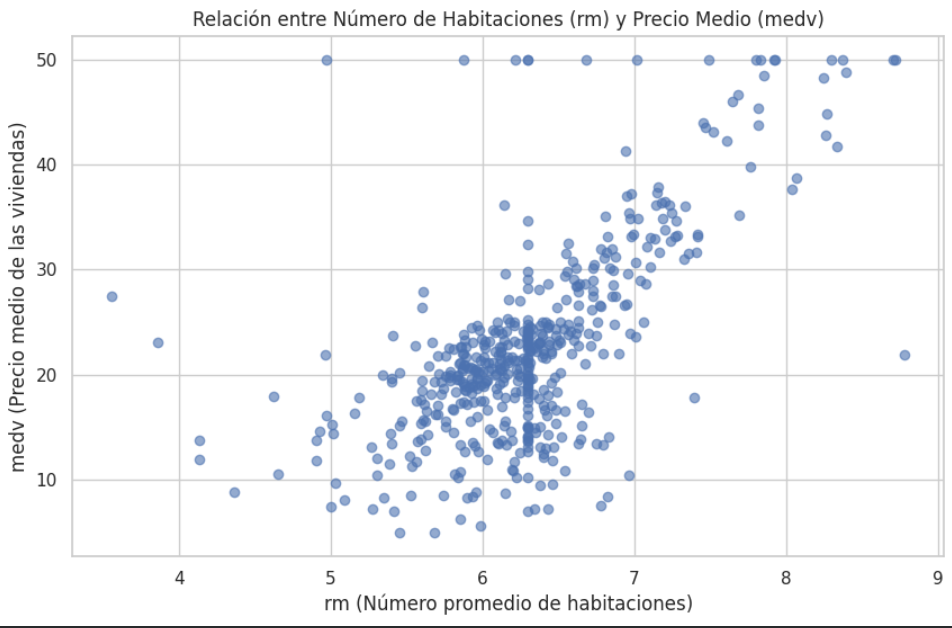 Relación entre Número de Habitaciones (rm) y Precio Medio (medv)
medv (Precio medio de las viviendas)
50
40
30
20
10
4 5 6 7 8 9
rm (Número promedio de habitaciones)